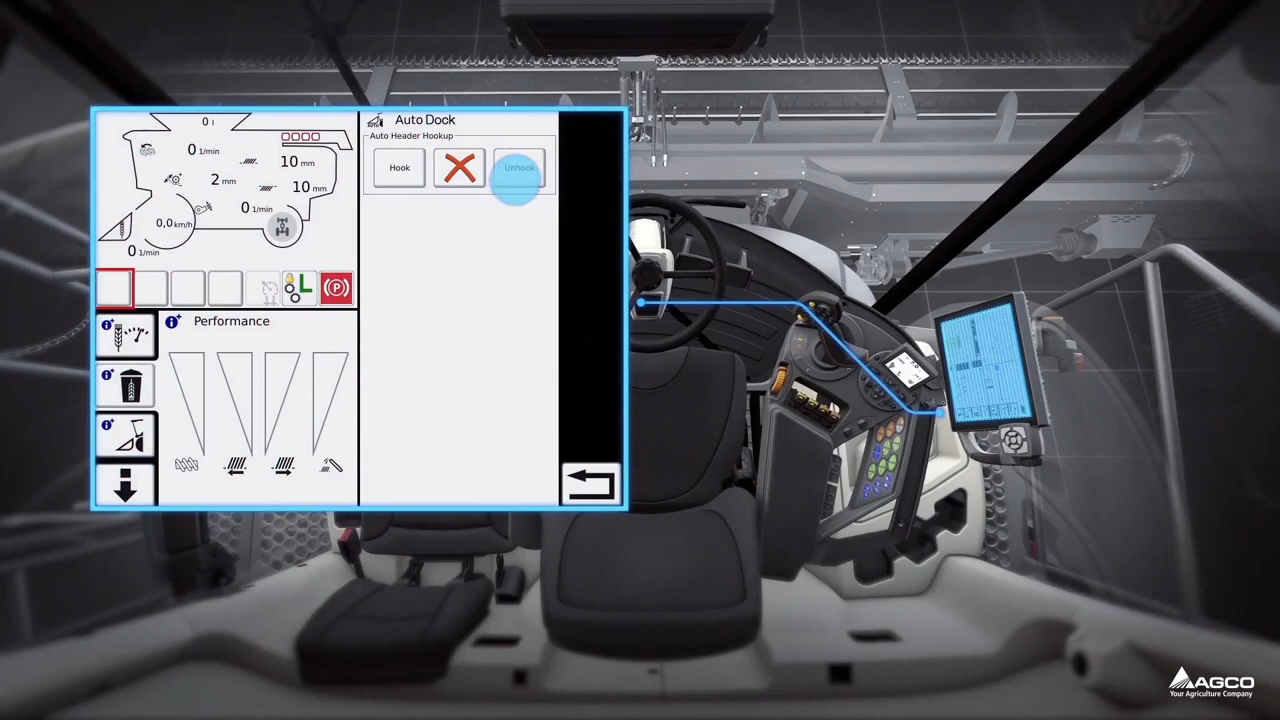 0 l
0 1/min
10 mm
2 mm
10 mm
0 1/min
0,0 km/h
0 1/min
L
P
Performance
Auto Dock
Auto Header Hookup
Hook
Unhook
AGCO
Your Agriculture Company